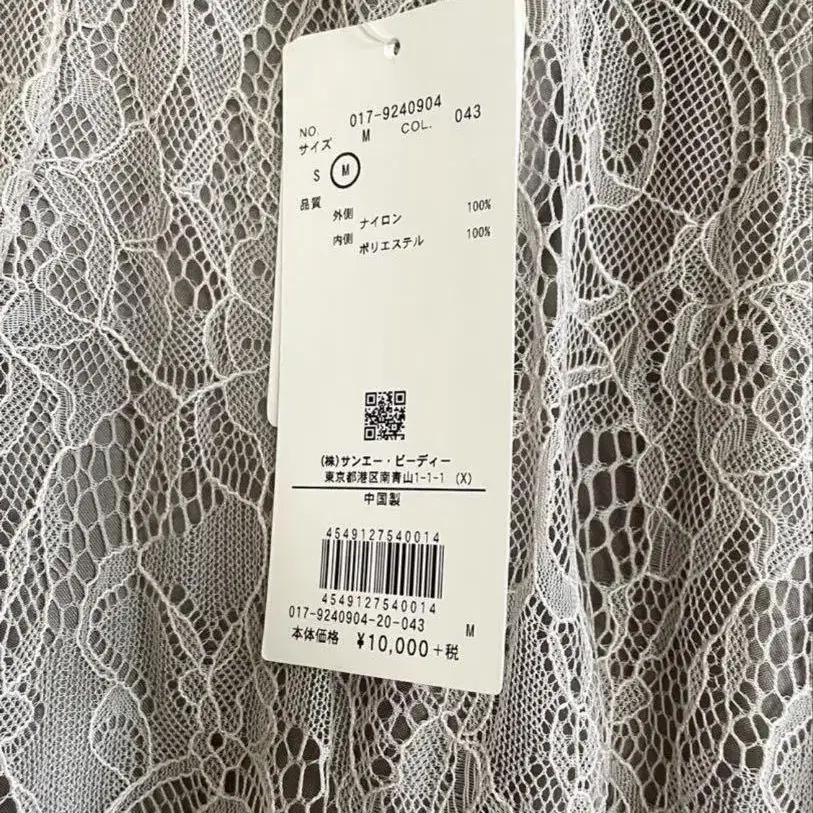 NO. 017-9240904
サイズ M COL. 043
S M
品質 外側 ナイロン 100%
内側 ポリエステル 100%
(株)サンエー・ビーディー
東京都港区南青山1-1-1 (X)
中国製
4549127540014
4549127540014
017-9240904-20-043 M
本体価格 ¥10,000+税